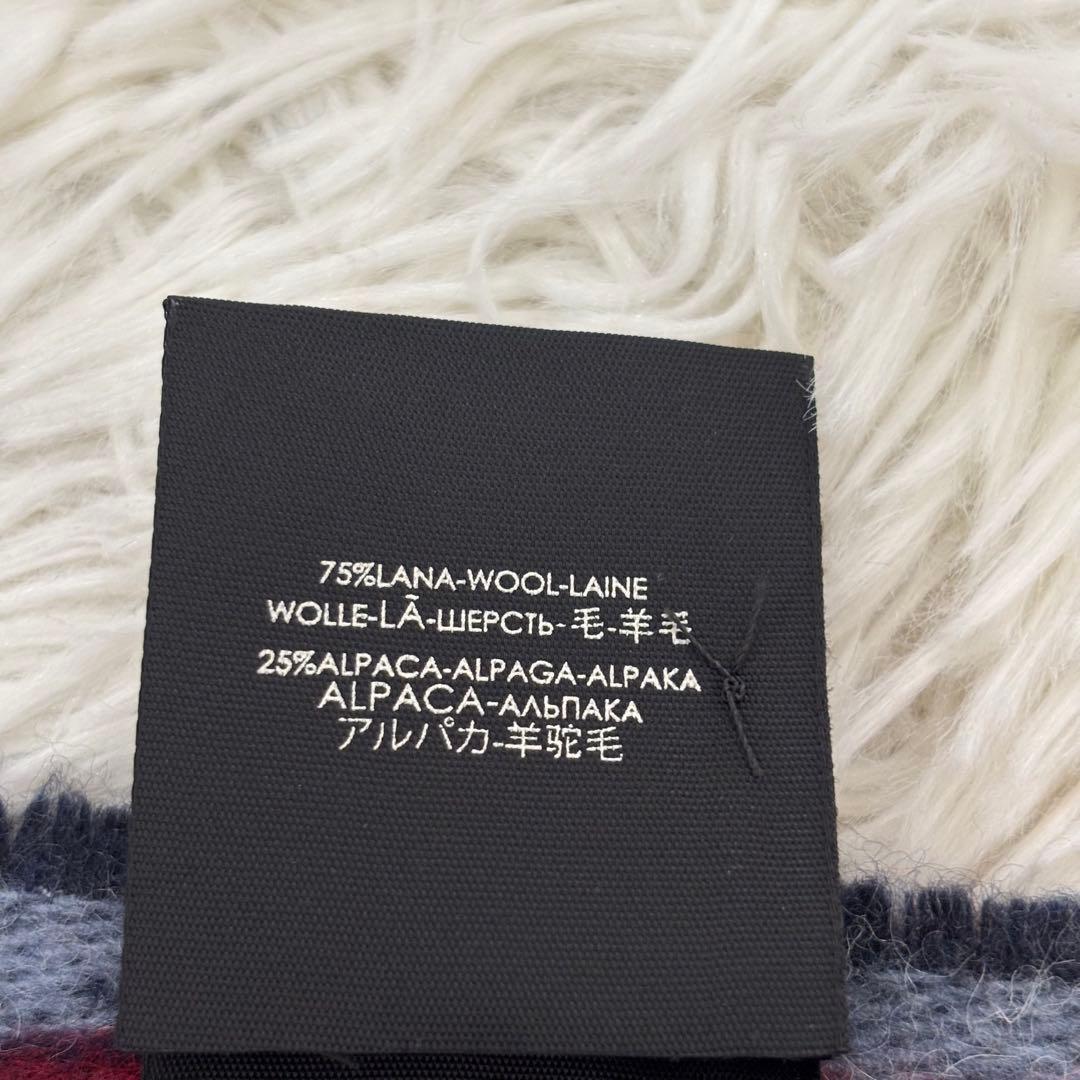 75%LANA-WOOL-LAINE
WOLLE-LÃ-ШЕРСТЬ-毛-羊毛
25%ALPACA-ALPAGA-ALPAKA
ALPACA-АЛЬПАКА
アルパカ-羊驼毛